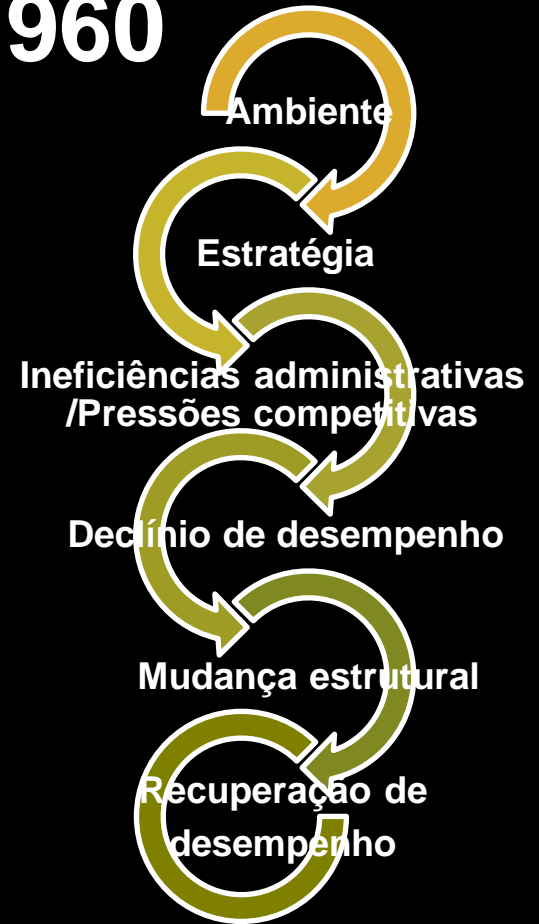 960
Ambiente
Estratégia
Ineficiências administrativas
/Pressões competitivas
Declínio de desempenho
Mudança estrutural
Recuperação de
desempenho